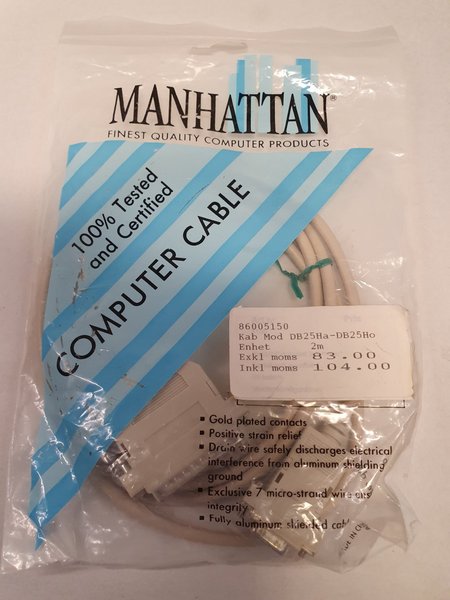 MANHATTAN®
FINEST QUALITY COMPUTER PRODUCTS
100% Tested
and Certified
COMPUTER CABLE
86005150
Kab Mod DB25Ha-DB25Ho
Enhet 2m
Exkl moms 83.00
Inkl moms 104.00
▪ Gold plated contacts
▪ Positive strain relief
▪ Drain wire safely discharges electrical
interference from aluminum shielding
ground
▪ Exclusive 7 micro-strand wire
integrity
▪ Fully aluminum shielded
MADE IN